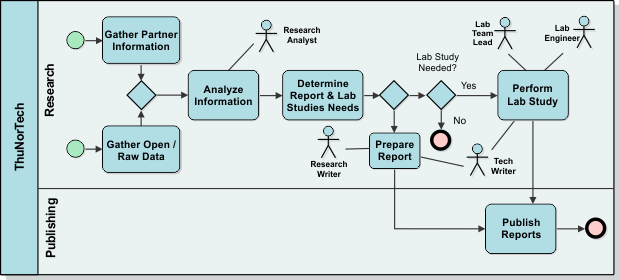 ThuNorTech
Research
Publishing
Gather Partner
Information
Research
Analyst
Lab
Team
Lead
Lab
Engineer
Analyze
Information
Determine
Report & Lab
Studies Needs
Lab Study
Needed?
Yes
No
Perform
Lab Study
Gather Open /
Raw Data
Research
Writer
Prepare
Report
Tech
Writer
Publish
Reports